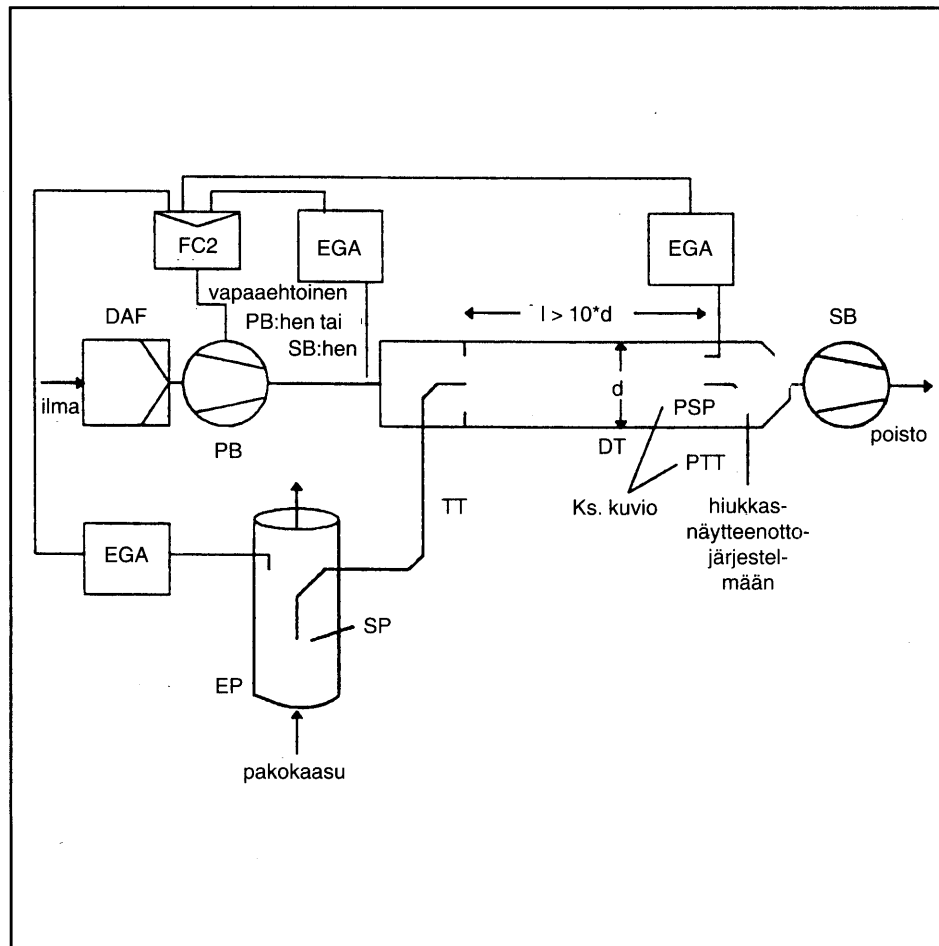 FC2
EGA
EGA
vapaaehtoinen
PB:hen tai
SB:hen
DAF
l > 10*d
SB
ilma
d
PSP
poisto
PB
DT
PTT
TT
Ks. kuvio
hiukkas-
näytteenotto-
järjestel-
mään
EGA
SP
EP
pakokaasu